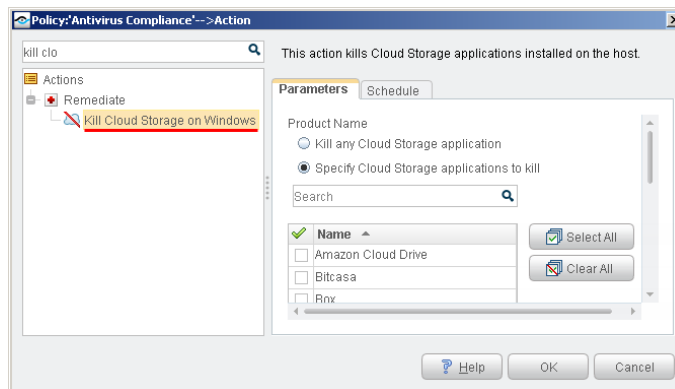 Policy:'Antivirus Compliance'-->Action
kill clo
This action kills Cloud Storage applications installed on the host.
Actions
Remediate
Kill Cloud Storage on Windows
Parameters
Schedule
Product Name
Kill any Cloud Storage application
Specify Cloud Storage applications to kill
Search
Name
Amazon Cloud Drive
Bitcasa
Box
Select All
Clear All
Help
OK
Cancel